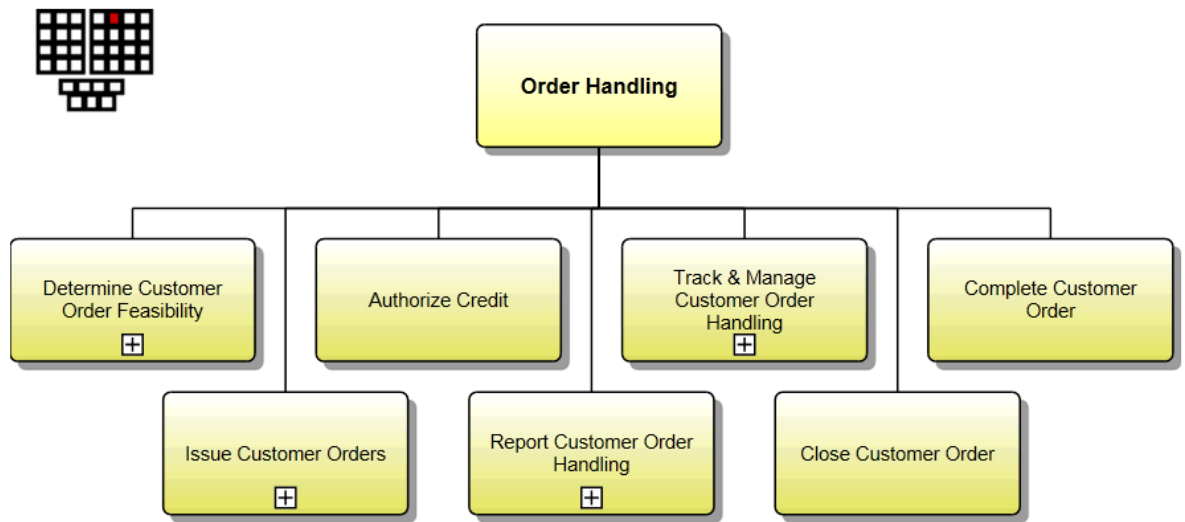 Order Handling
Determine Customer
Order Feasibility
Authorize Credit
Track & Manage
Customer Order
Handling
Complete Customer
Order
Issue Customer Orders
Report Customer Order
Handling
Close Customer Order